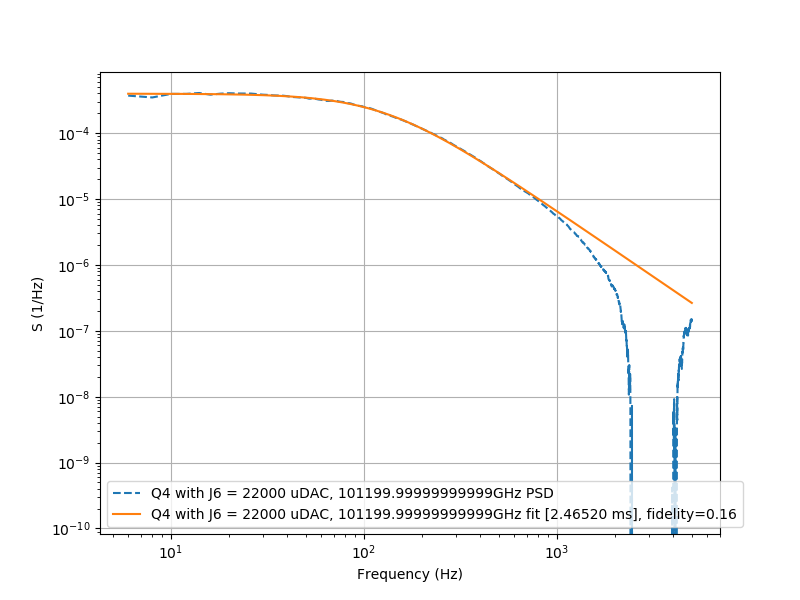 S (1/Hz)
10⁻⁴
10⁻⁵
10⁻⁶
10⁻⁷
10⁻⁸
10⁻⁹
10⁻¹⁰
Q4 with J6 = 22000 uDAC, 101199.99999999999GHz PSD
Q4 with J6 = 22000 uDAC, 101199.99999999999GHz fit [2.46520 ms], fidelity=0.16
10¹ 10² 10³
Frequency (Hz)